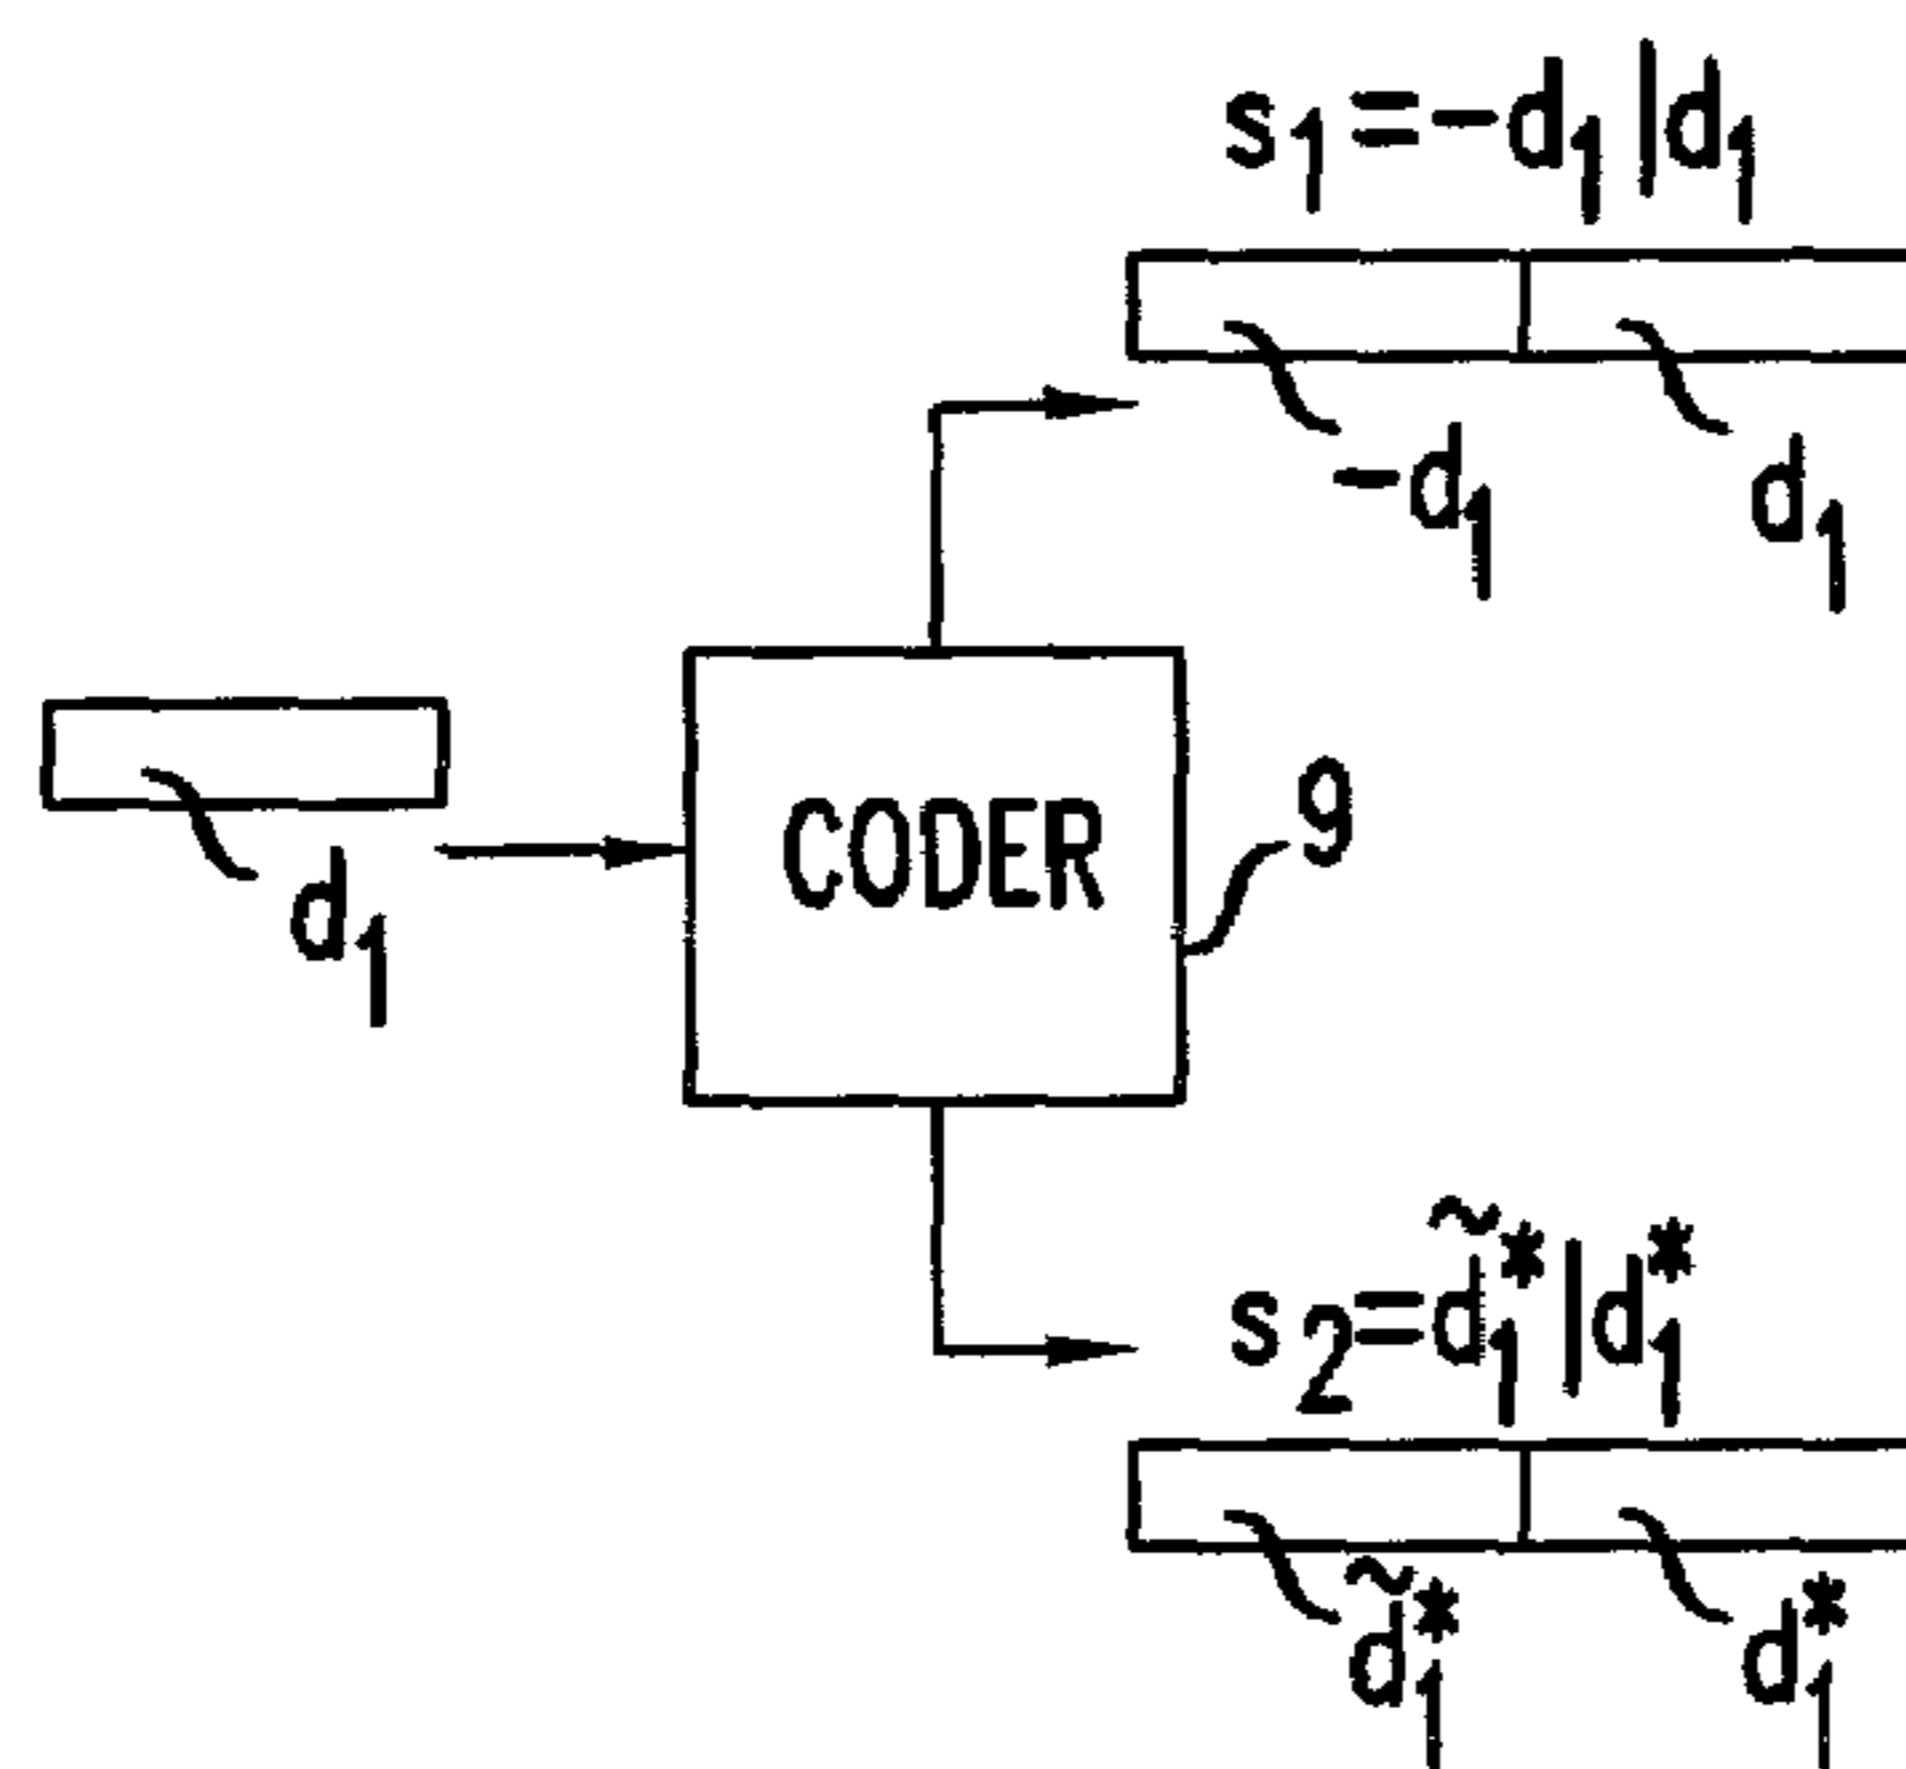 s₁=-d₁|d₁
-d₁ d₁
CODER 9
d₁
s₂=d̃₁*|d₁*
d̃₁* d₁*